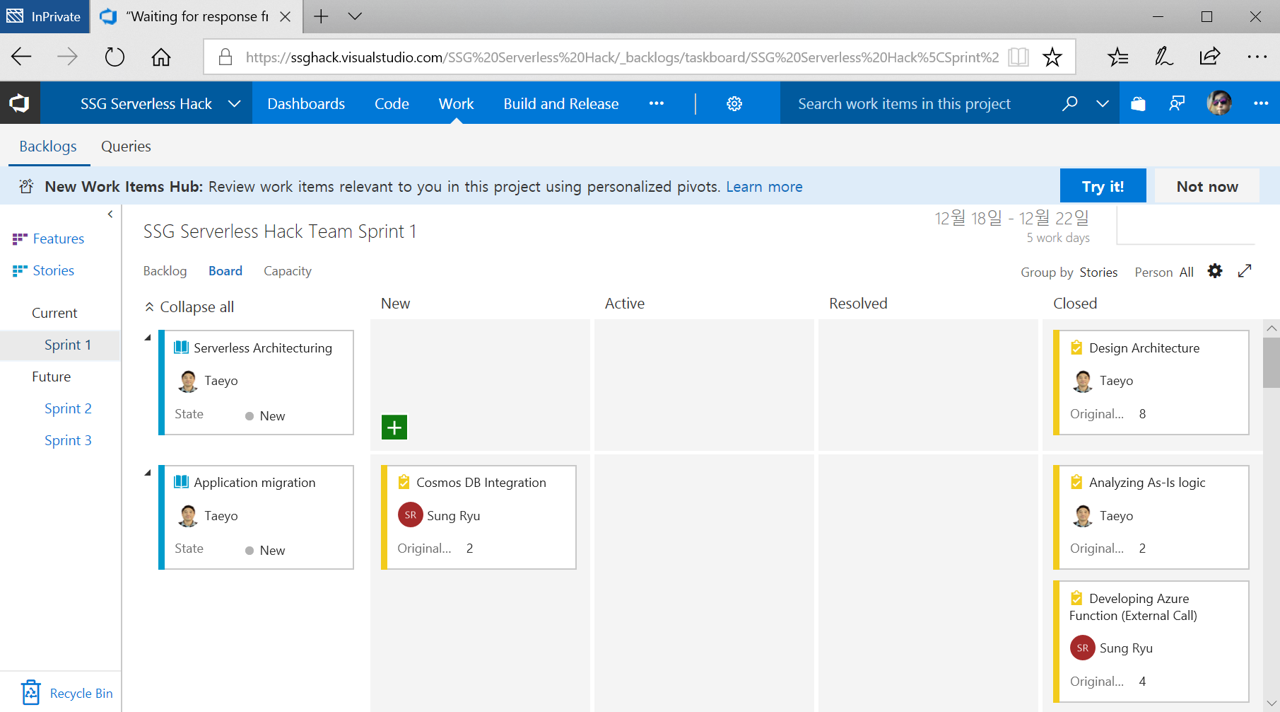 InPrivate
"Waiting for response fr
https://ssghack.visualstudio.com/SSG%20Serverless%20Hack/_backlogs/taskboard/SSG%20Serverless%20Hack%5CSprint%2
SSG Serverless Hack
Dashboards
Code
Work
Build and Release
Search work items in this project
Backlogs
Queries
New Work Items Hub: Review work items relevant to you in this project using personalized pivots. Learn more
Try it!
Not now
Features
Stories
Current
Sprint 1
Future
Sprint 2
Sprint 3
Recycle Bin
SSG Serverless Hack Team Sprint 1
12월 18일 - 12월 22일
5 work days
Backlog
Board
Capacity
Group by Stories
Person All
Collapse all
New
Active
Resolved
Closed
Serverless Architecturing
Taeyo
State
New
Design Architecture
Taeyo
Original... 8
Application migration
Taeyo
State
New
Cosmos DB Integration
SR
Sung Ryu
Original... 2
Analyzing As-Is logic
Taeyo
Original... 2
Developing Azure
Function (External Call)
SR
Sung Ryu
Original... 4